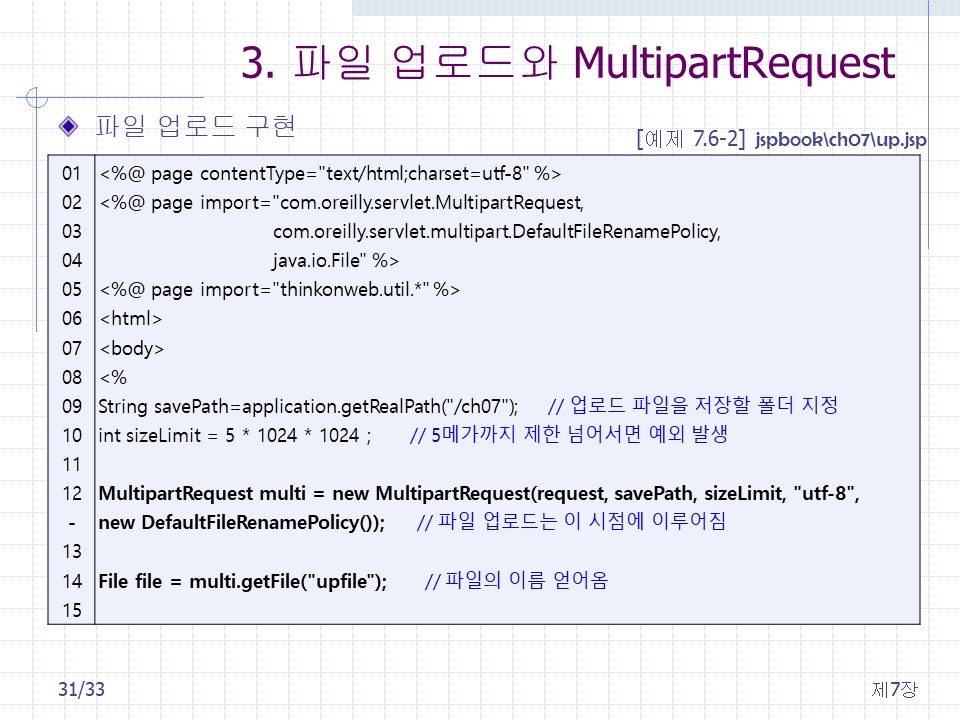 3. 파일 업로드와 MultipartRequest
파일 업로드 구현
[예제 7.6-2] jspbook\ch07\up.jsp
01 <%@ page contentType="text/html;charset=utf-8" %>
02 <%@ page import="com.oreilly.servlet.MultipartRequest,
03 com.oreilly.servlet.multipart.DefaultFileRenamePolicy,
04 java.io.File" %>
05 <%@ page import="thinkonweb.util.*" %>
06 <html>
07 <body>
08 <%
09 String savePath=application.getRealPath("/ch07"); // 업로드 파일을 저장할 폴더 지정
10 int sizeLimit = 5 * 1024 * 1024 ; // 5메가까지 제한 넘어서면 예외 발생
11
12 MultipartRequest multi = new MultipartRequest(request, savePath, sizeLimit, "utf-8",
- new DefaultFileRenamePolicy()); // 파일 업로드는 이 시점에 이루어짐
13
14 File file = multi.getFile("upfile"); // 파일의 이름 얻어옴
15
31/33
제7장